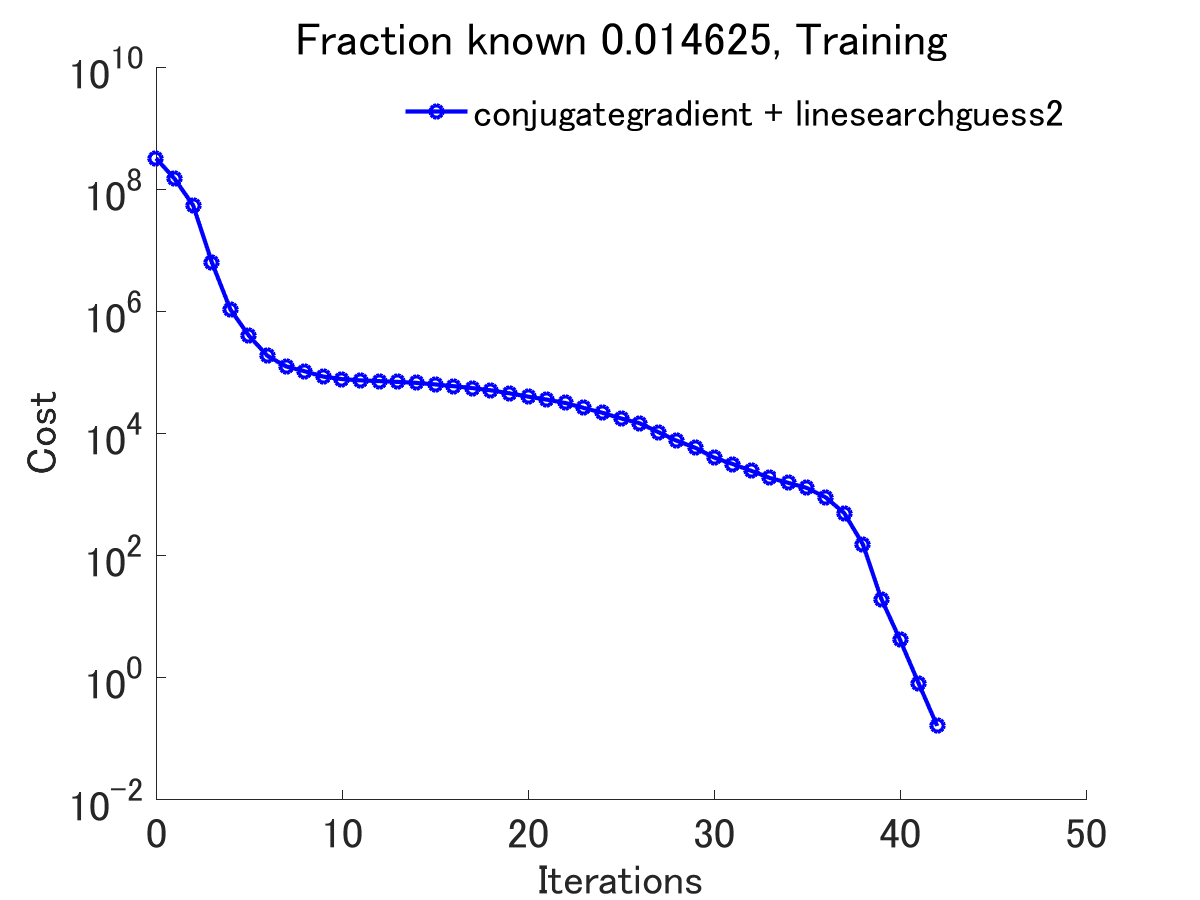 Fraction known 0.014625, Training
conjugategradient + linesearchguess2
10^10
10^8
10^6
10^4
10^2
10^0
10^-2
Cost
0 10 20 30 40 50
Iterations